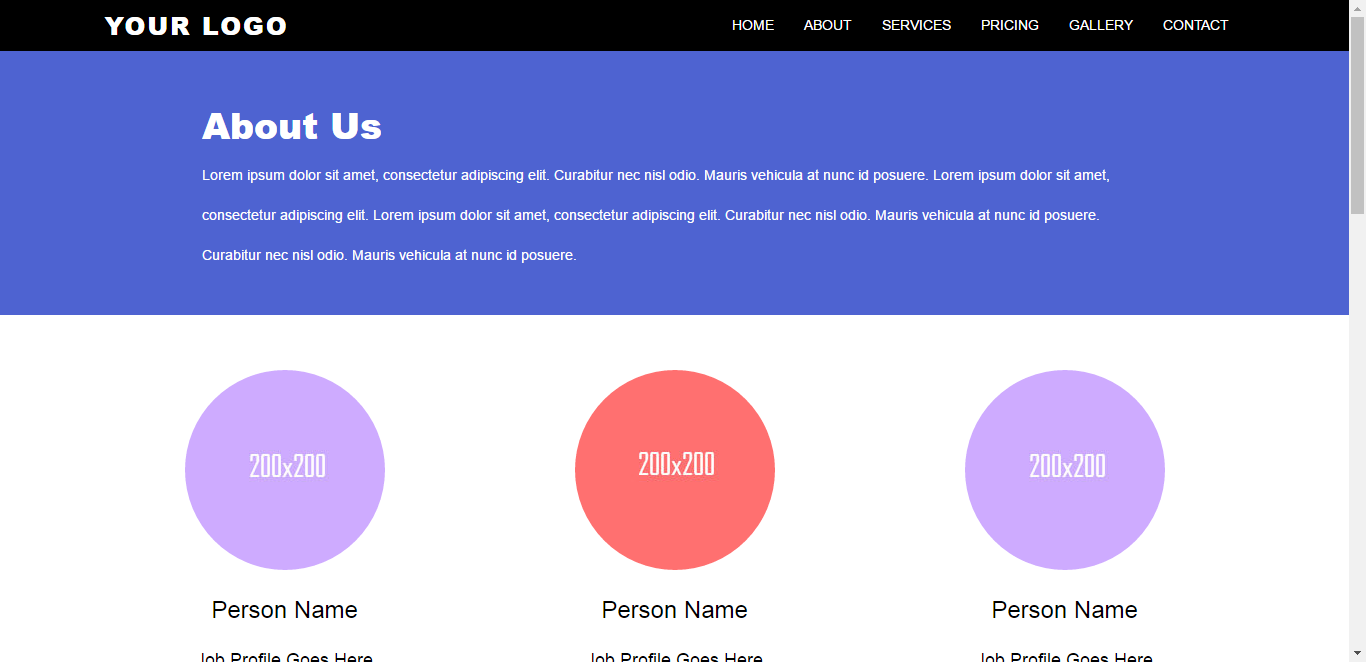 YOUR LOGO
HOME ABOUT SERVICES PRICING GALLERY CONTACT
About Us
Lorem ipsum dolor sit amet, consectetur adipiscing elit. Curabitur nec nisl odio. Mauris vehicula at nunc id posuere. Lorem ipsum dolor sit amet,
consectetur adipiscing elit. Lorem ipsum dolor sit amet, consectetur adipiscing elit. Curabitur nec nisl odio. Mauris vehicula at nunc id posuere.
Curabitur nec nisl odio. Mauris vehicula at nunc id posuere.
200x200 200x200 200x200
Person Name Person Name Person Name
Job Profile Goes Here Job Profile Goes Here Job Profile Goes Here